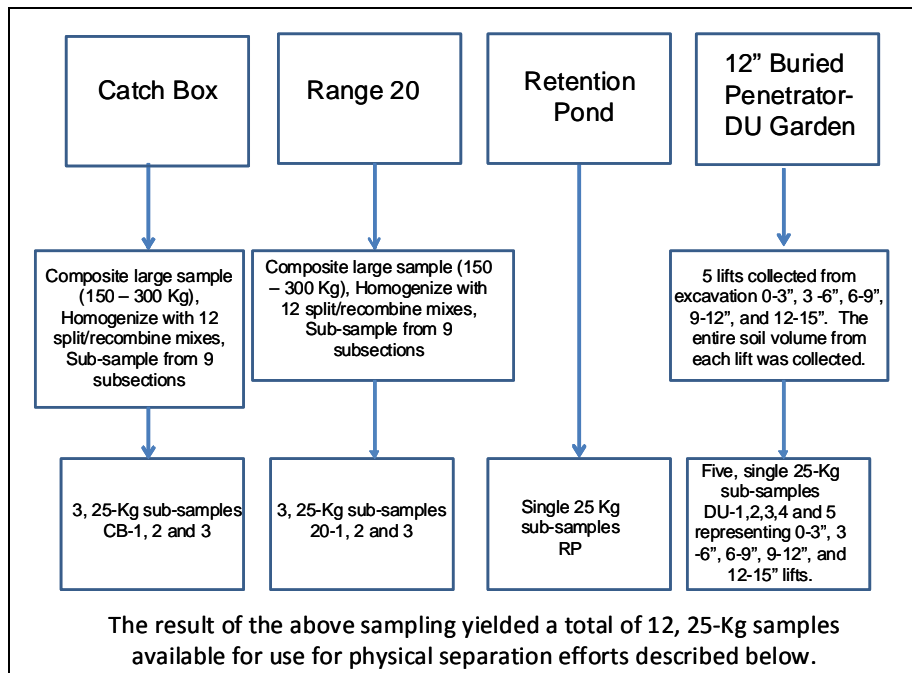 Catch Box
Range 20
Retention
Pond
12” Buried
Penetrator-
DU Garden
Composite large sample
(150 – 300 Kg),
Homogenize with 12
split/recombine mixes,
Sub-sample from 9
subsections
Composite large sample (150
– 300 Kg), Homogenize with
12 split/recombine mixes,
Sub-sample from 9
subsections
5 lifts collected from
excavation 0-3”, 3 -6”, 6-9”,
9-12”, and 12-15”.  The
entire soil volume from
each lift was collected.
3, 25-Kg sub-samples
CB-1, 2 and 3
3, 25-Kg sub-samples
20-1, 2 and 3
Single 25 Kg
sub-samples
RP
Five, single 25-Kg
sub-samples
DU-1,2,3,4 and 5
representing 0-3”, 3
-6”, 6-9”, 9-12”, and
12-15” lifts.
The result of the above sampling yielded a total of 12, 25-Kg samples
available for use for physical separation efforts described below.